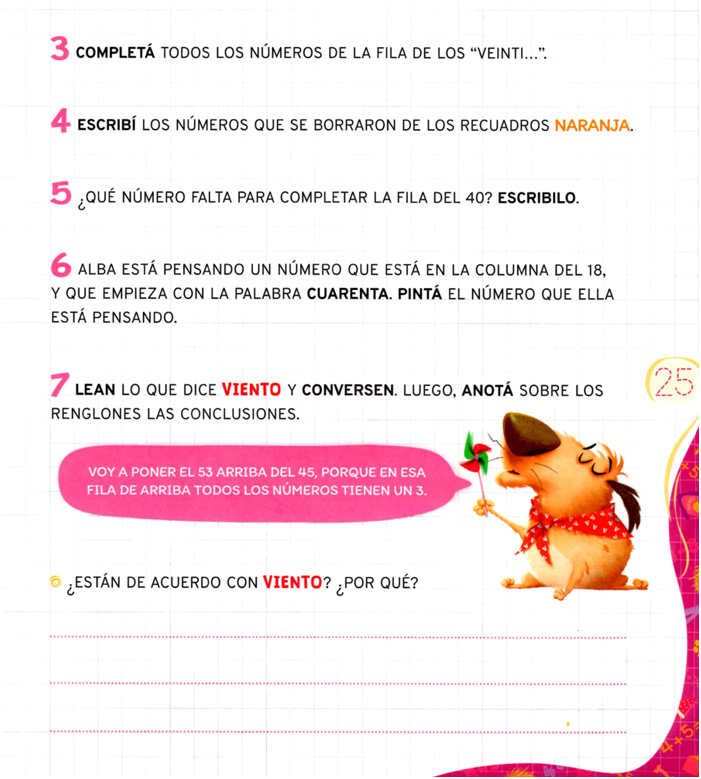 3 COMPLETÁ TODOS LOS NÚMEROS DE LA FILA DE LOS “VEINTI...”.
4 ESCRIBÍ LOS NÚMEROS QUE SE BORRARON DE LOS RECUADROS NARANJA.
5 ¿QUÉ NÚMERO FALTA PARA COMPLETAR LA FILA DEL 40? ESCRIBILO.
6 ALBA ESTÁ PENSANDO UN NÚMERO QUE ESTÁ EN LA COLUMNA DEL 18,
Y QUE EMPIEZA CON LA PALABRA CUARENTA. PINTÁ EL NÚMERO QUE ELLA
ESTÁ PENSANDO.
7 LEAN LO QUE DICE VIENTO Y CONVERSEN. LUEGO, ANOTÁ SOBRE LOS
RENGLONES LAS CONCLUSIONES.
25
VOY A PONER EL 53 ARRIBA DEL 45, PORQUE EN ESA
FILA DE ARRIBA TODOS LOS NÚMEROS TIENEN UN 3.
¿ESTÁN DE ACUERDO CON VIENTO? ¿POR QUÉ?
4+5=